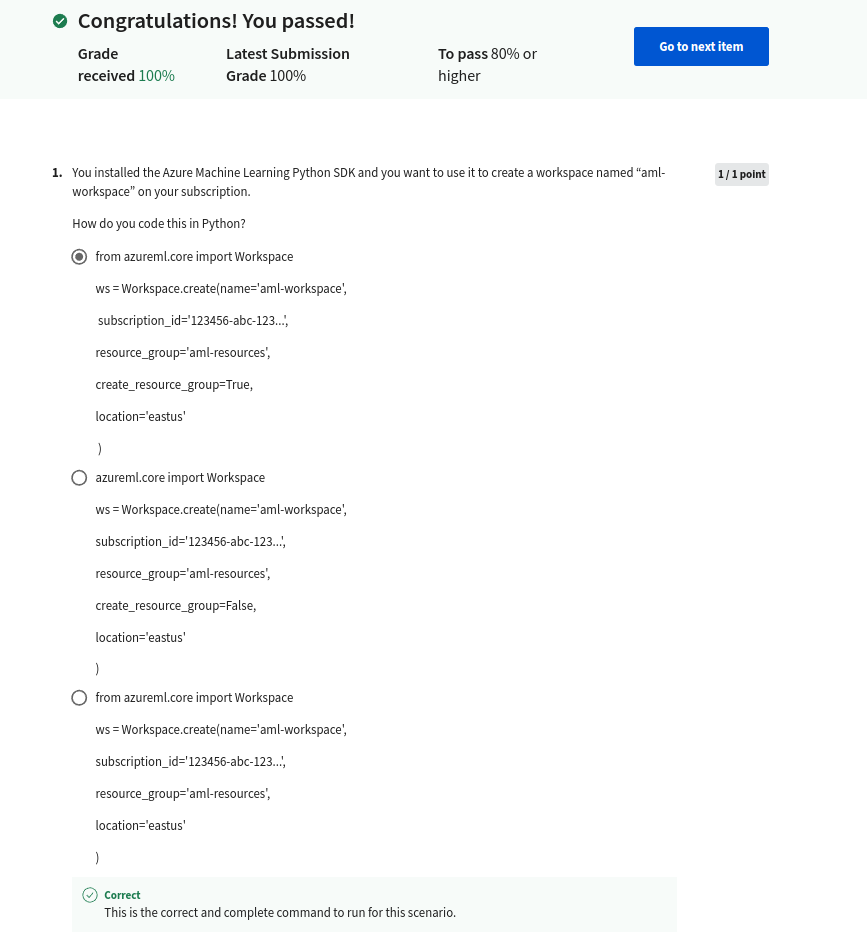 Congratulations! You passed!
Grade
received 100%
Latest Submission
Grade 100%
To pass 80% or
higher
Go to next item
1. You installed the Azure Machine Learning Python SDK and you want to use it to create a workspace named “aml-
workspace” on your subscription.
1 / 1 point
How do you code this in Python?
from azureml.core import Workspace
ws = Workspace.create(name='aml-workspace',
subscription_id='123456-abc-123...',
resource_group='aml-resources',
create_resource_group=True,
location='eastus'
)
azureml.core import Workspace
ws = Workspace.create(name='aml-workspace',
subscription_id='123456-abc-123...',
resource_group='aml-resources',
create_resource_group=False,
location='eastus'
)
from azureml.core import Workspace
ws = Workspace.create(name='aml-workspace',
subscription_id='123456-abc-123...',
resource_group='aml-resources',
location='eastus'
)
Correct
This is the correct and complete command to run for this scenario.